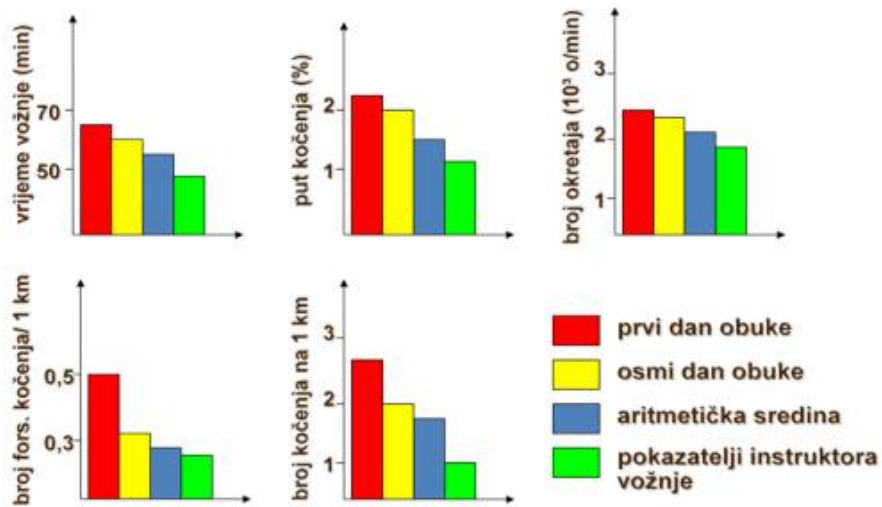 vrijeme vožnje (min)
70
50
put kočenja (%)
2
1
broj okretaja (10³ o/min)
3
2
1
broj fors. kočenja/ 1 km
0,5
0,3
broj kočenja na 1 km
3
2
1
prvi dan obuke
osmi dan obuke
aritmetička sredina
pokazatelji instruktora
vožnje